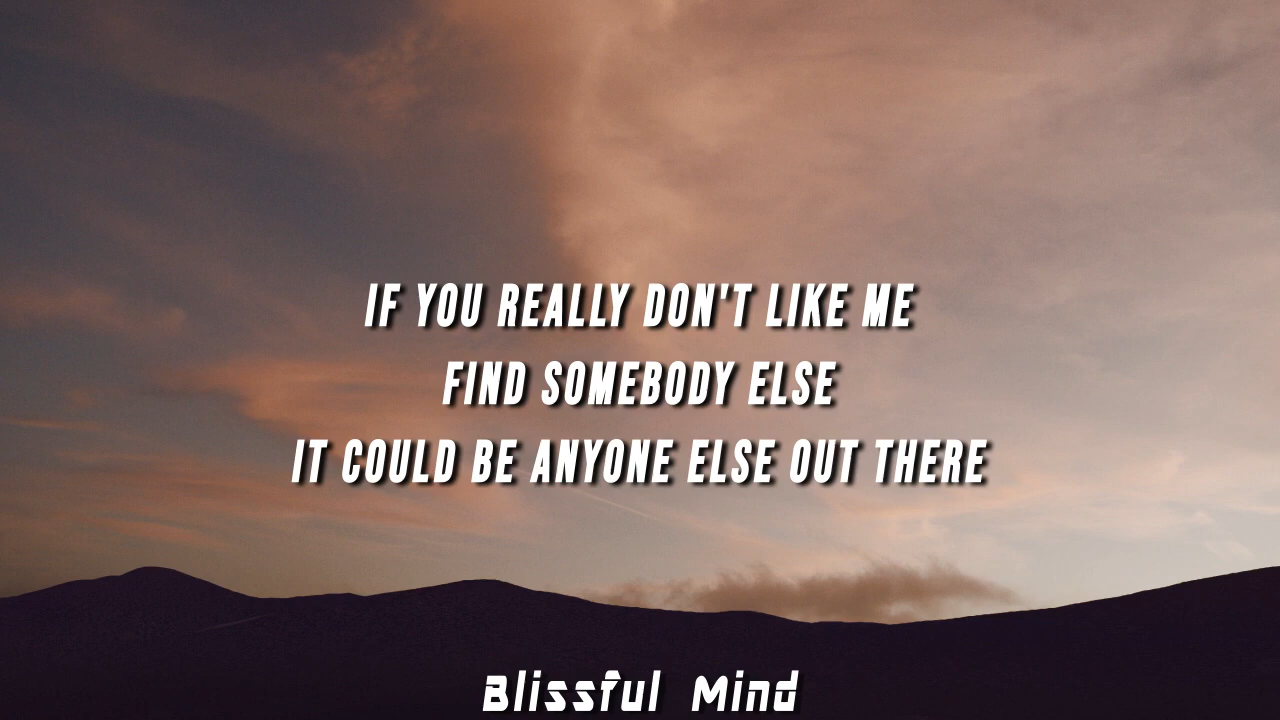 IF YOU REALLY DON'T LIKE ME
FIND SOMEBODY ELSE
IT COULD BE ANYONE ELSE OUT THERE
Blissful Mind